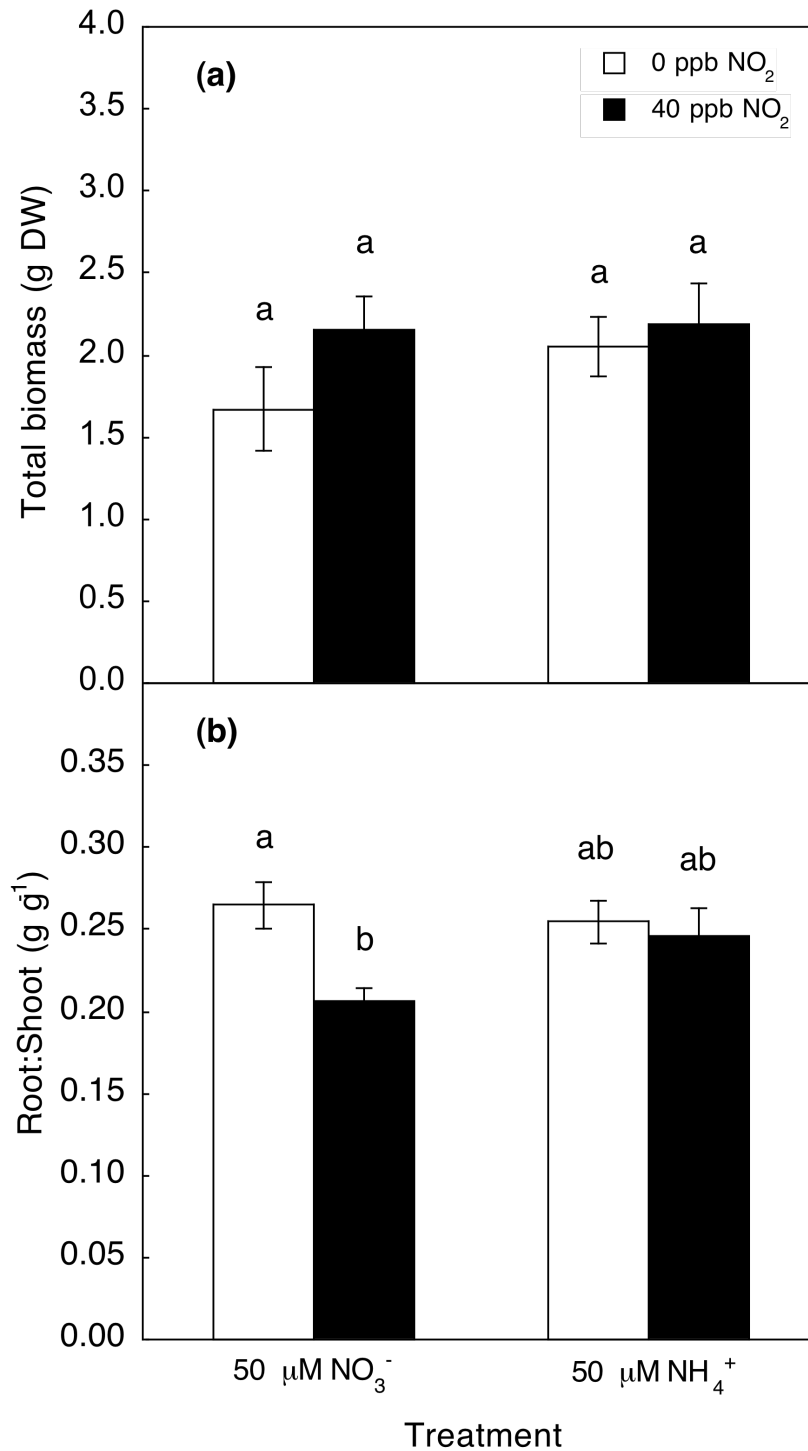 (a)
0 ppb NO₂
40 ppb NO₂
Total biomass (g DW)
4.0
3.5
3.0
2.5
2.0
1.5
1.0
0.5
0.0
a
a
a
a
(b)
Root:Shoot (g g⁻¹)
0.35
0.30
0.25
0.20
0.15
0.10
0.05
0.00
a
b
ab
ab
50 μM NO₃⁻
50 μM NH₄⁺
Treatment